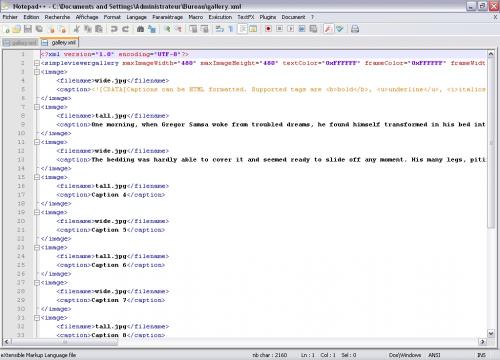 Notepad++ - C:\Documents and Settings\Administrateur\Bureau\gallery.xml
Fichier Edition Recherche Affichage Format Langage Paramétrage Macro Exécution TextFX Plugins Document ?
X
gallery.xml
gallery.xml
1 <?xml version="1.0" encoding="UTF-8"?>
2 <simpleviewergallery maxImageWidth="480" maxImageHeight="480" textColor="0xFFFFFF" frameColor="0xFFFFFF" frameWidt
3 <image>
4 <filename>wide.jpg</filename>
5 <caption><![CDATA[Captions can be HTML formatted. Supported tags are <b>bold</b>, <u>underline</u>, <i>italics
6 </image>
7 <image>
8 <filename>tall.jpg</filename>
9 <caption>One morning, when Gregor Samsa woke from troubled dreams, he found himself transformed in his bed int
10 </image>
11 <image>
12 <filename>wide.jpg</filename>
13 <caption>The bedding was hardly able to cover it and seemed ready to slide off any moment. His many legs, piti
14 </image>
15 <image>
16 <filename>tall.jpg</filename>
17 <caption>Caption 4</caption>
18 </image>
19 <image>
20 <filename>wide.jpg</filename>
21 <caption>Caption 5</caption>
22 </image>
23 <image>
24 <filename>tall.jpg</filename>
25 <caption>Caption 6</caption>
26 </image>
27 <image>
28 <filename>wide.jpg</filename>
29 <caption>Caption 7</caption>
30 </image>
31 <image>
32 <filename>tall.jpg</filename>
33 <caption>Caption 8</caption>
eXtensible Markup Language file nb char : 2160 Ln : 1 Col : 1 Sel : 0 Dos\Windows ANSI INS